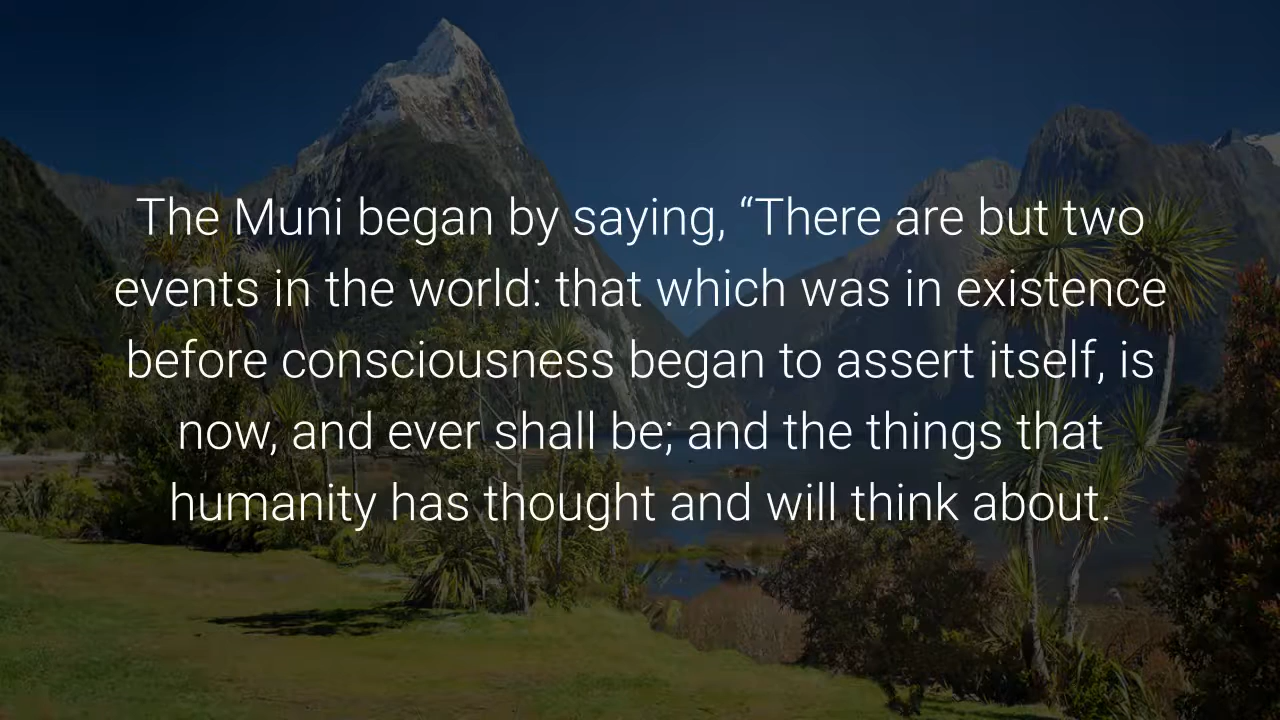 The Muni began by saying, “There are but two
events in the world: that which was in existence
before consciousness began to assert itself, is
now, and ever shall be; and the things that
humanity has thought and will think about.